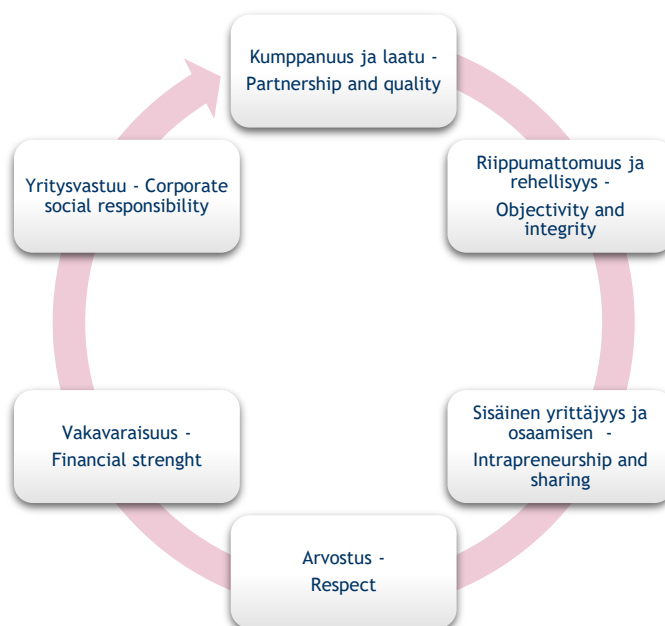 Kumppanuus ja laatu -
Partnership and quality
Riippumattomuus ja
rehellisyys -
Objectivity and
integrity
Sisäinen yrittäjyys ja
osaamisen -
Intrapreneurship and
sharing
Arvostus -
Respect
Vakavaraisuus -
Financial strenght
Yritysvastuu - Corporate
social responsibility